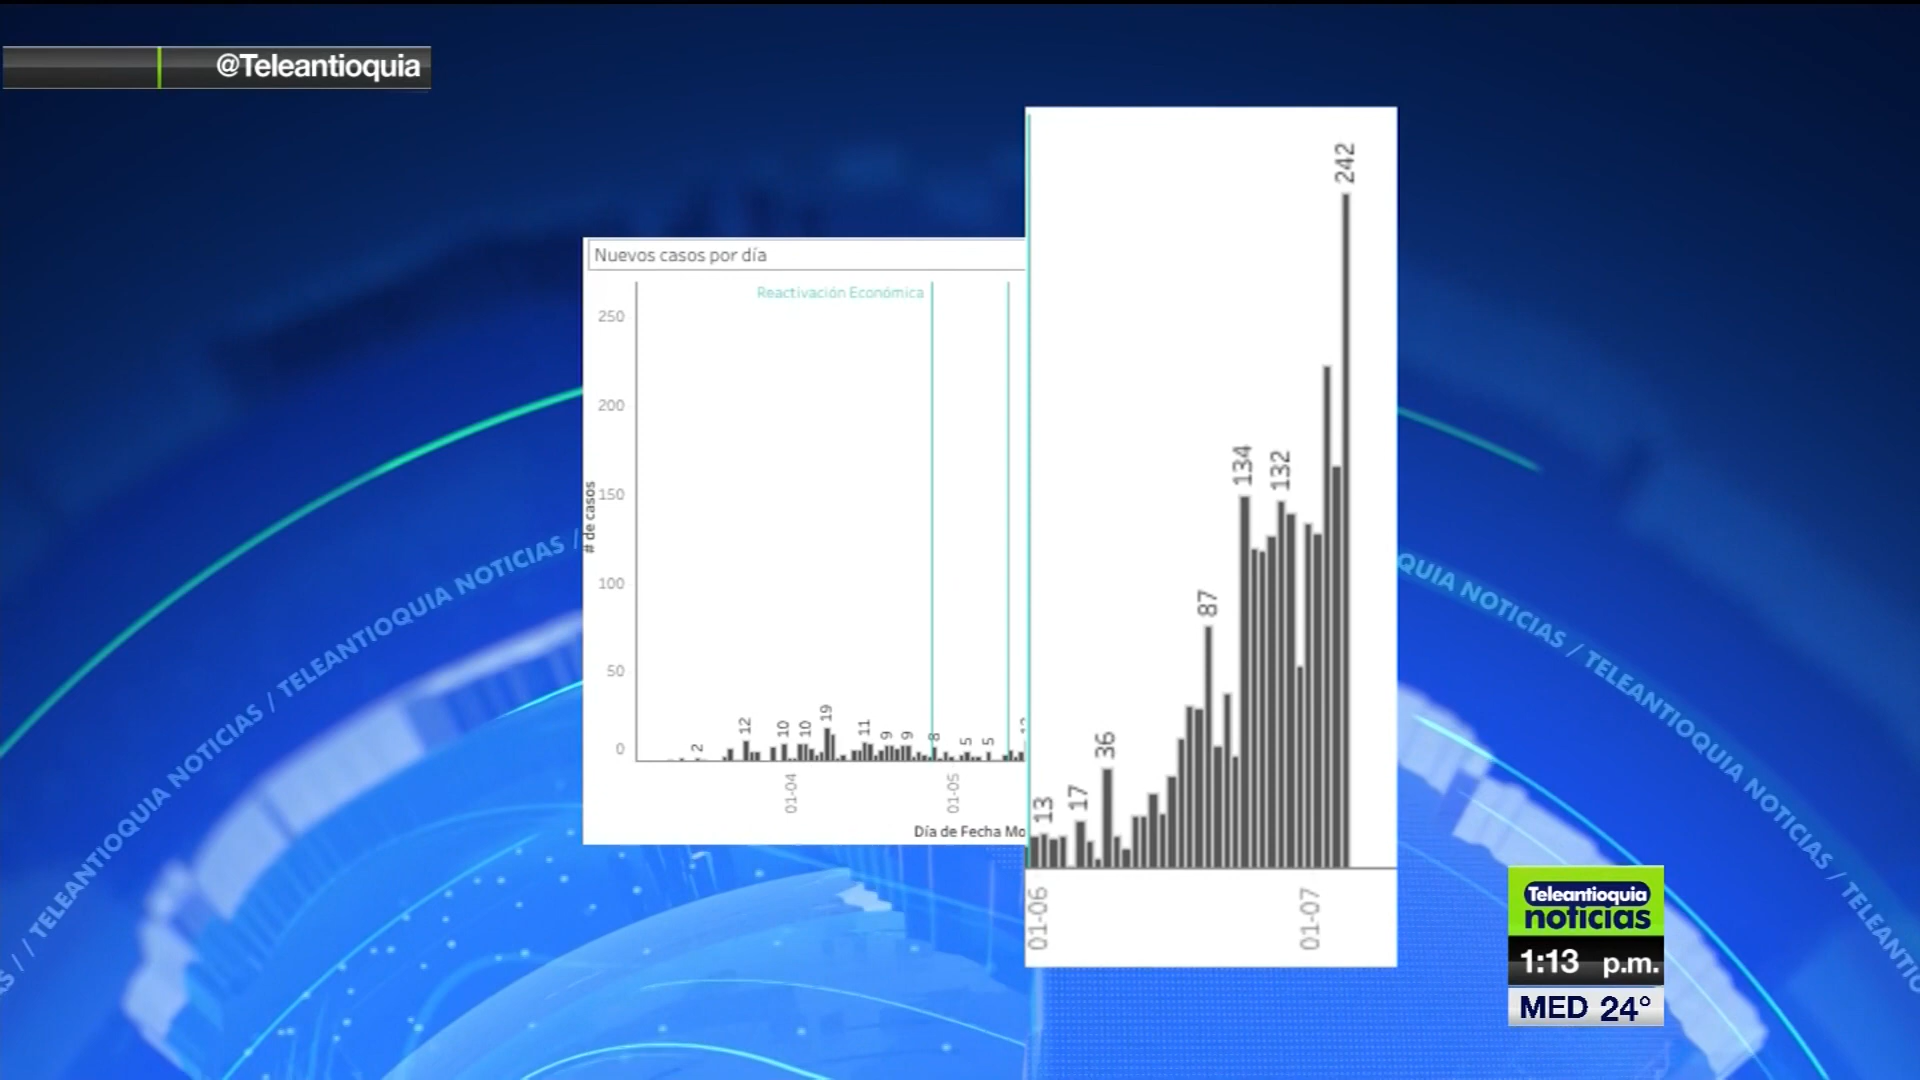 @Teleantioquia
Nuevos casos por día
Reactivación Económica
250
200
150
100
50
0
# de casos
2
12
10
10
19
11
9
9
8
5
5
01-04
01-05
Día de Fecha Mo
13
17
36
87
134
132
242
01-06
01-07
TELEANTIOQUIA NOTICIAS / TELEANTIOQUIA NOTICIAS / TELEANTIOQUIA NOTICIAS /
QUIA NOTICIAS / TELEANTIOQUIA NOTICIAS / TELEANTIOQUIA
Teleantioquia
noticias
1:13 p.m.
MED 24°